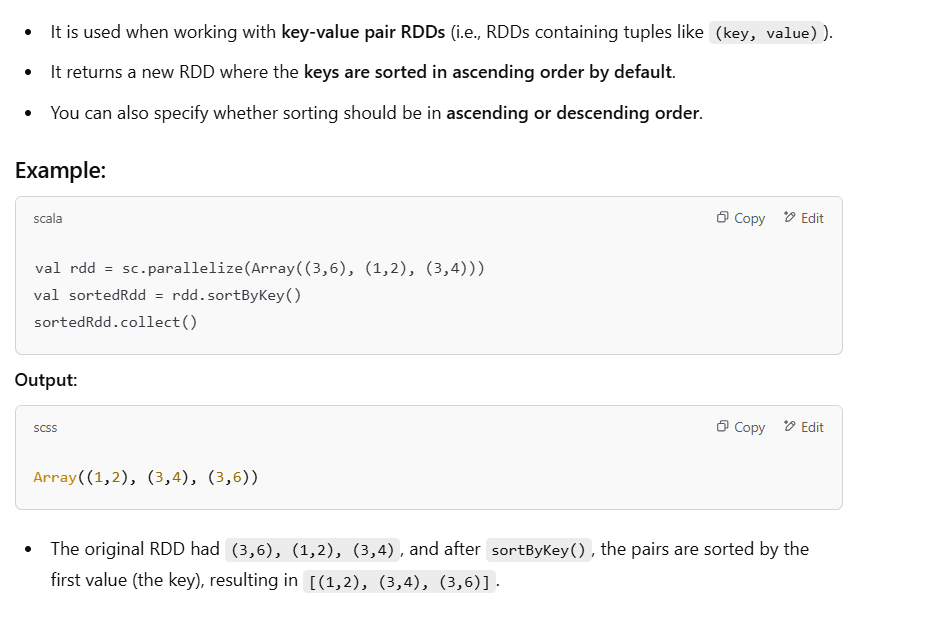 It is used when working with key-value pair RDDs (i.e., RDDs containing tuples like (key, value)).
It returns a new RDD where the keys are sorted in ascending order by default.
You can also specify whether sorting should be in ascending or descending order.
Example:
scala Copy Edit
val rdd = sc.parallelize(Array((3,6), (1,2), (3,4)))
val sortedRdd = rdd.sortByKey()
sortedRdd.collect()
Output:
scss Copy Edit
Array((1,2), (3,4), (3,6))
The original RDD had (3,6), (1,2), (3,4), and after sortByKey(), the pairs are sorted by the
first value (the key), resulting in [(1,2), (3,4), (3,6)].